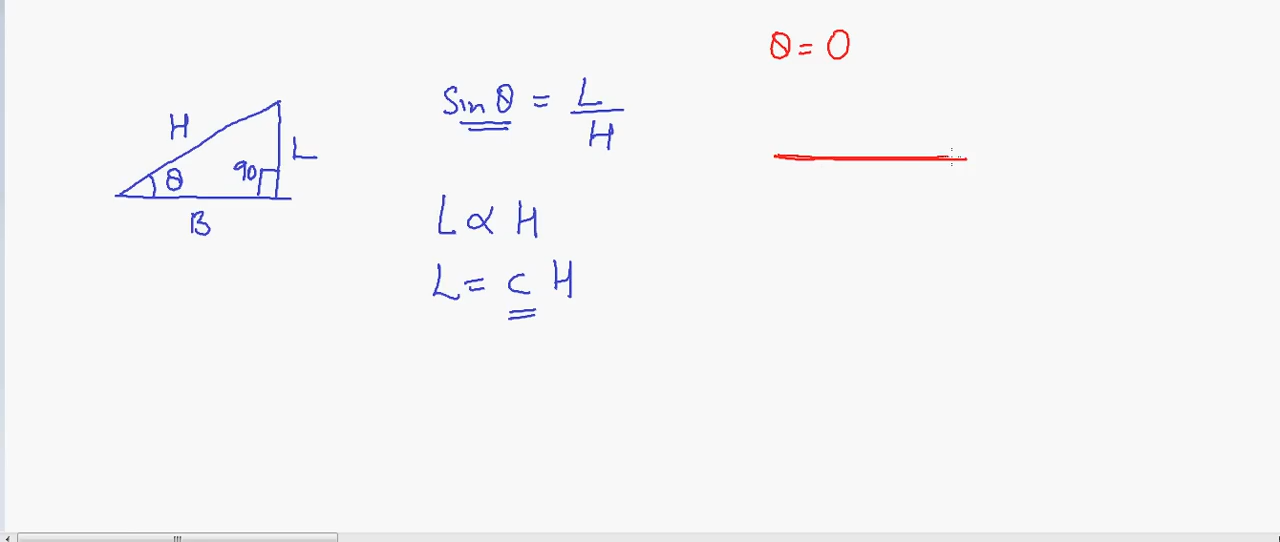 θ = 0
sin θ = L / H
H
L
90
θ
B
L ∝ H
L = c H